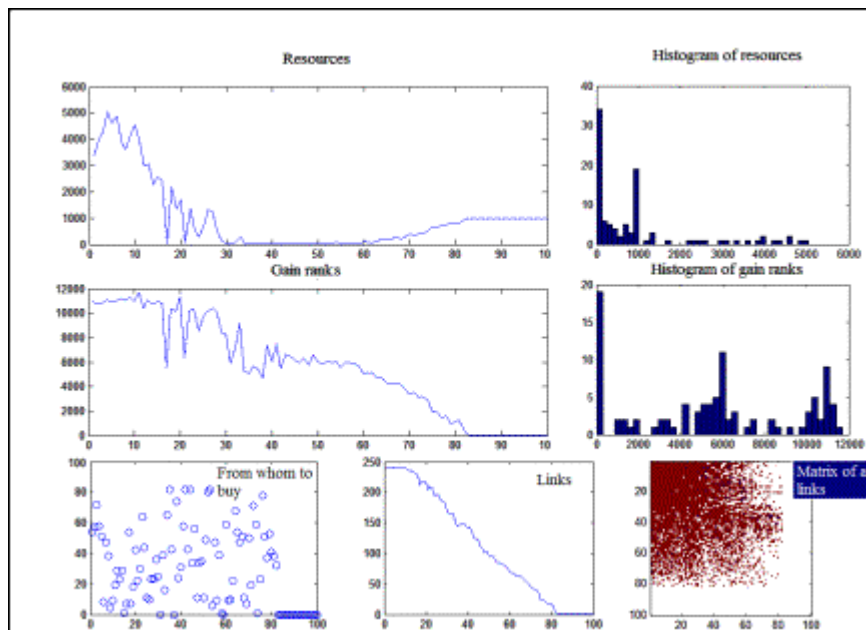 Resources
Histogram of resources
6000
5000
4000
3000
2000
1000
0
0 10 20 30 40 50 60 70 80 90 10
40
30
20
10
0
0 1000 2000 3000 4000 5000 6000
Gain ranks
Histogram of gain ranks
12000
10000
8000
6000
4000
2000
0
0 10 20 30 40 50 60 70 80 90 10
20
15
10
5
0
0 2000 4000 6000 8000 10000 12000
From whom to
buy
100
80
60
40
20
0
0 20 40 60 80 100
Links
250
200
150
100
50
0
0 20 40 60 80 100
Matrix of a
links
20
40
60
80
100
20 40 60 80 100